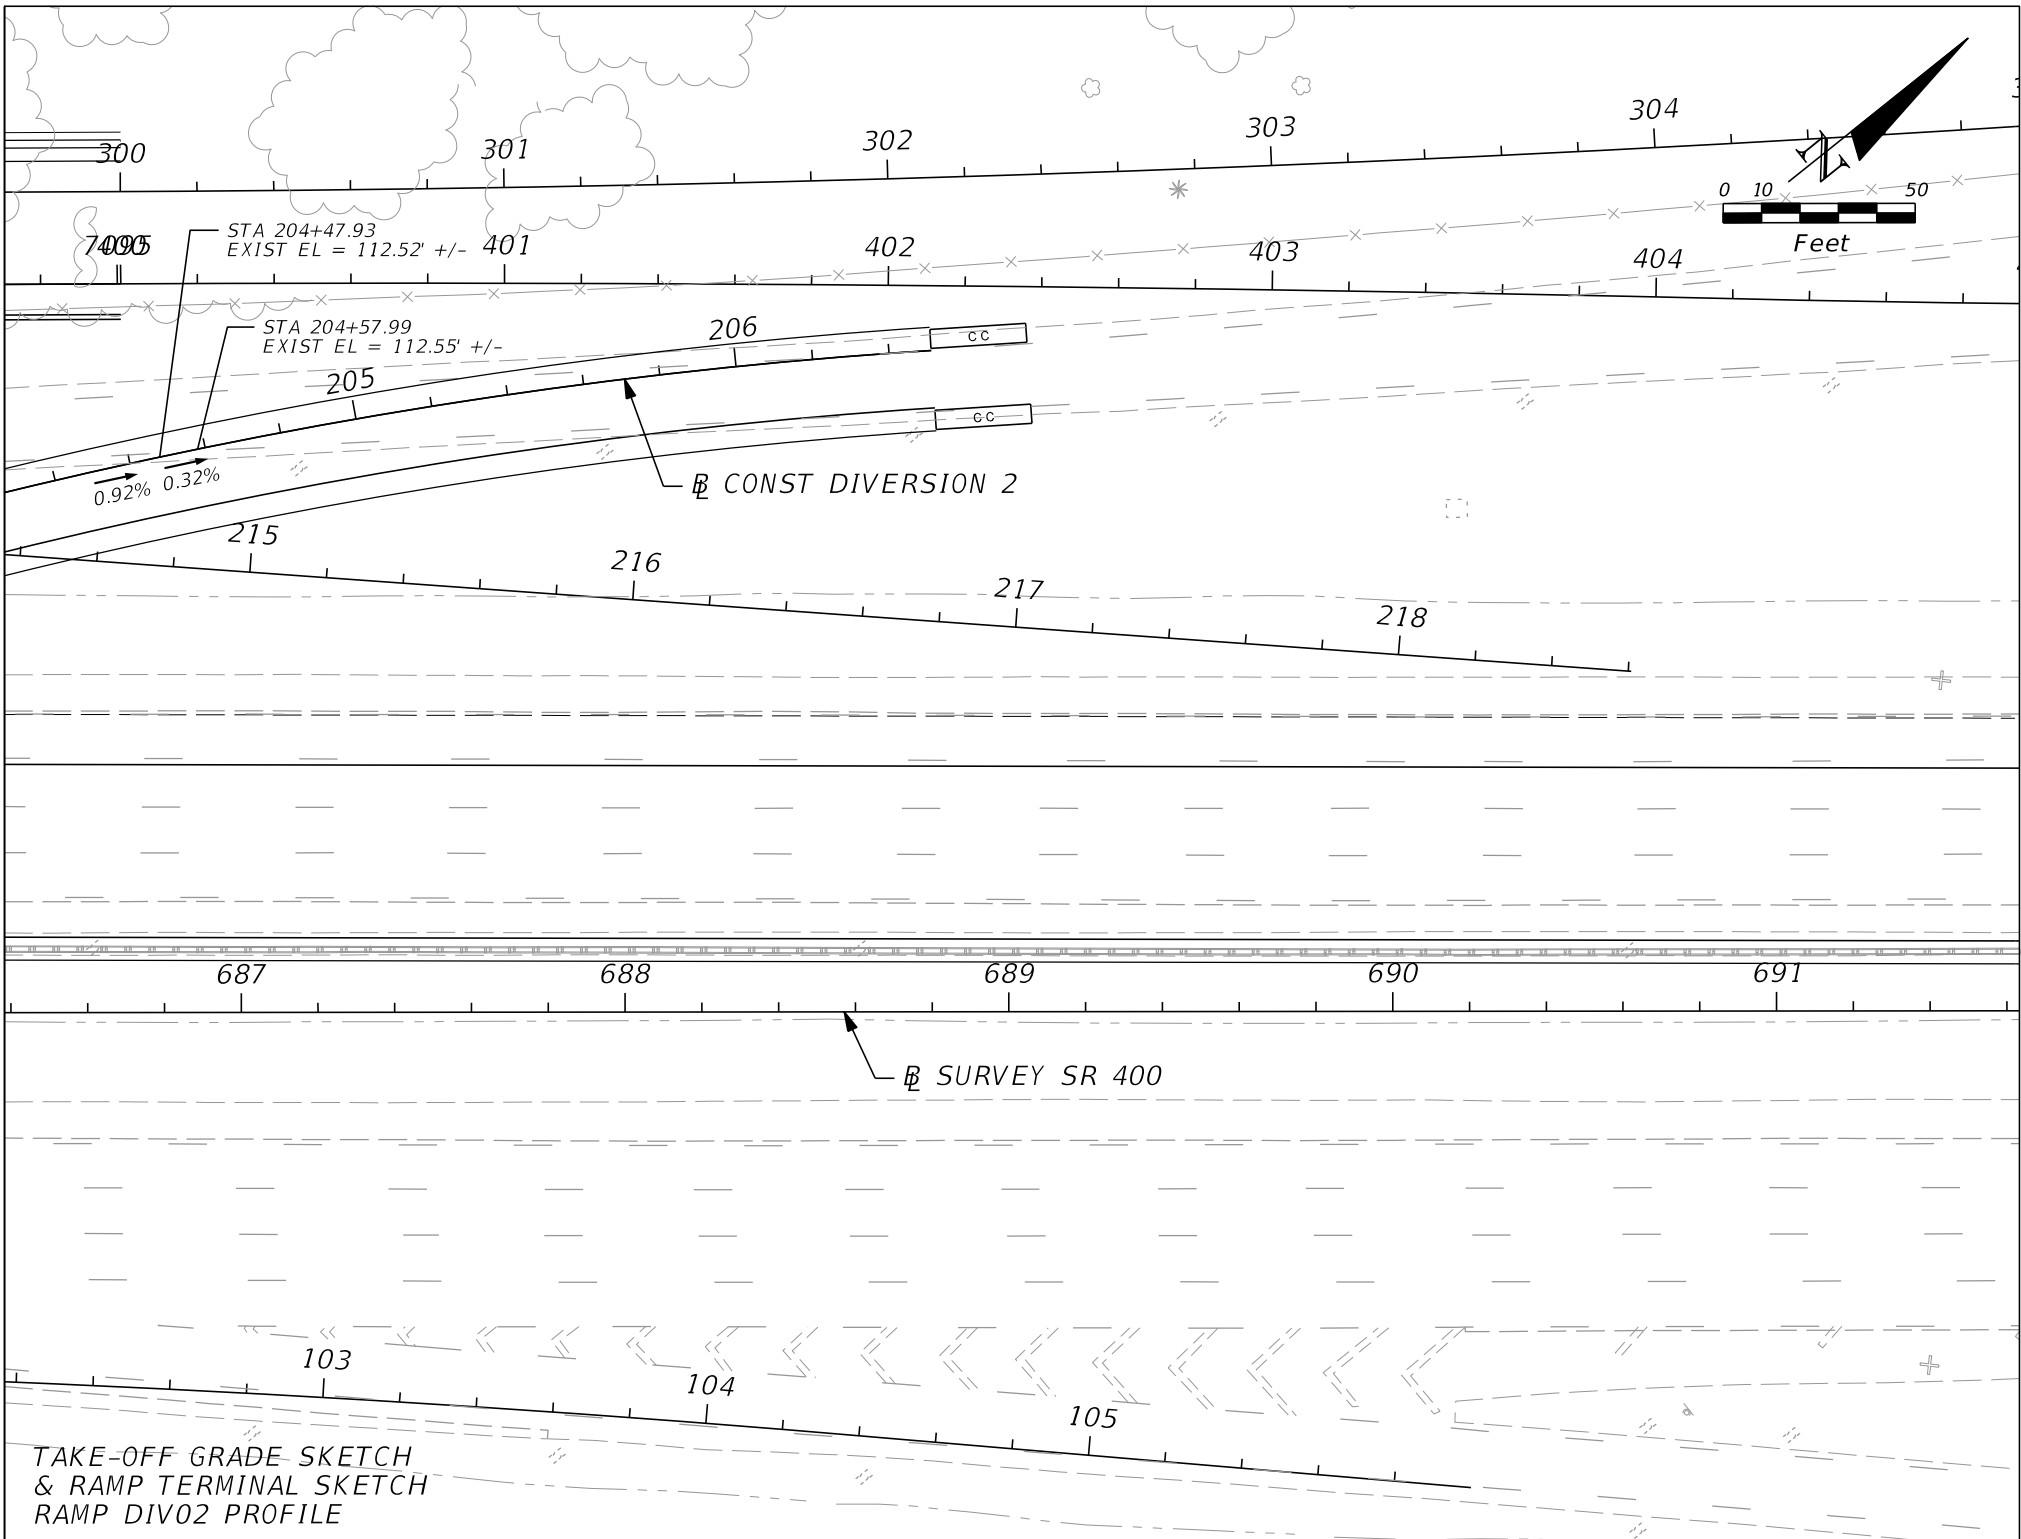 304
303
302
301
300
0 10 50
Feet
STA 204+47.93
EXIST EL = 112.52' +/-
401
402
403
404
STA 204+57.99
EXIST EL = 112.55' +/-
206
205
CC
CC
0.92% 0.32%
BL CONST DIVERSION 2
215
216
217
218
687
688
689
690
691
BL SURVEY SR 400
103
104
105
TAKE-OFF GRADE SKETCH
& RAMP TERMINAL SKETCH
RAMP DIV02 PROFILE